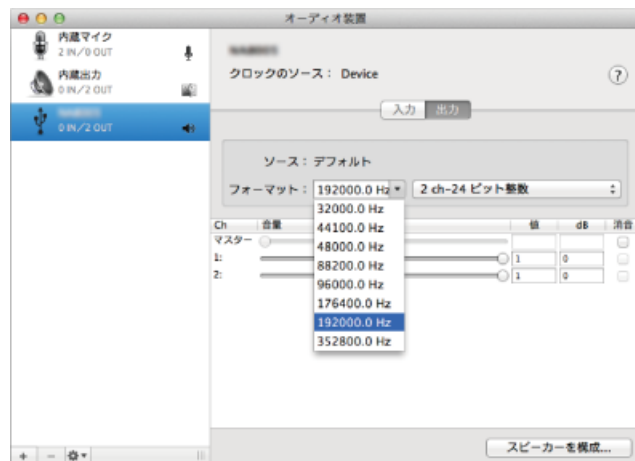 オーディオ装置
内蔵マイク
2 IN/0 OUT
内蔵出力
0 IN/2 OUT
0 IN/2 OUT
クロックのソース： Device
?
入力 出力
ソース： デフォルト
フォーマット： 192000.0 Hz 2 ch-24 ビット整数
32000.0 Hz
44100.0 Hz
48000.0 Hz
88200.0 Hz
96000.0 Hz
176400.0 Hz
192000.0 Hz
352800.0 Hz
Ch 音量 値 dB 消音
マスター
1: 1 0
2: 1 0
スピーカーを構成...